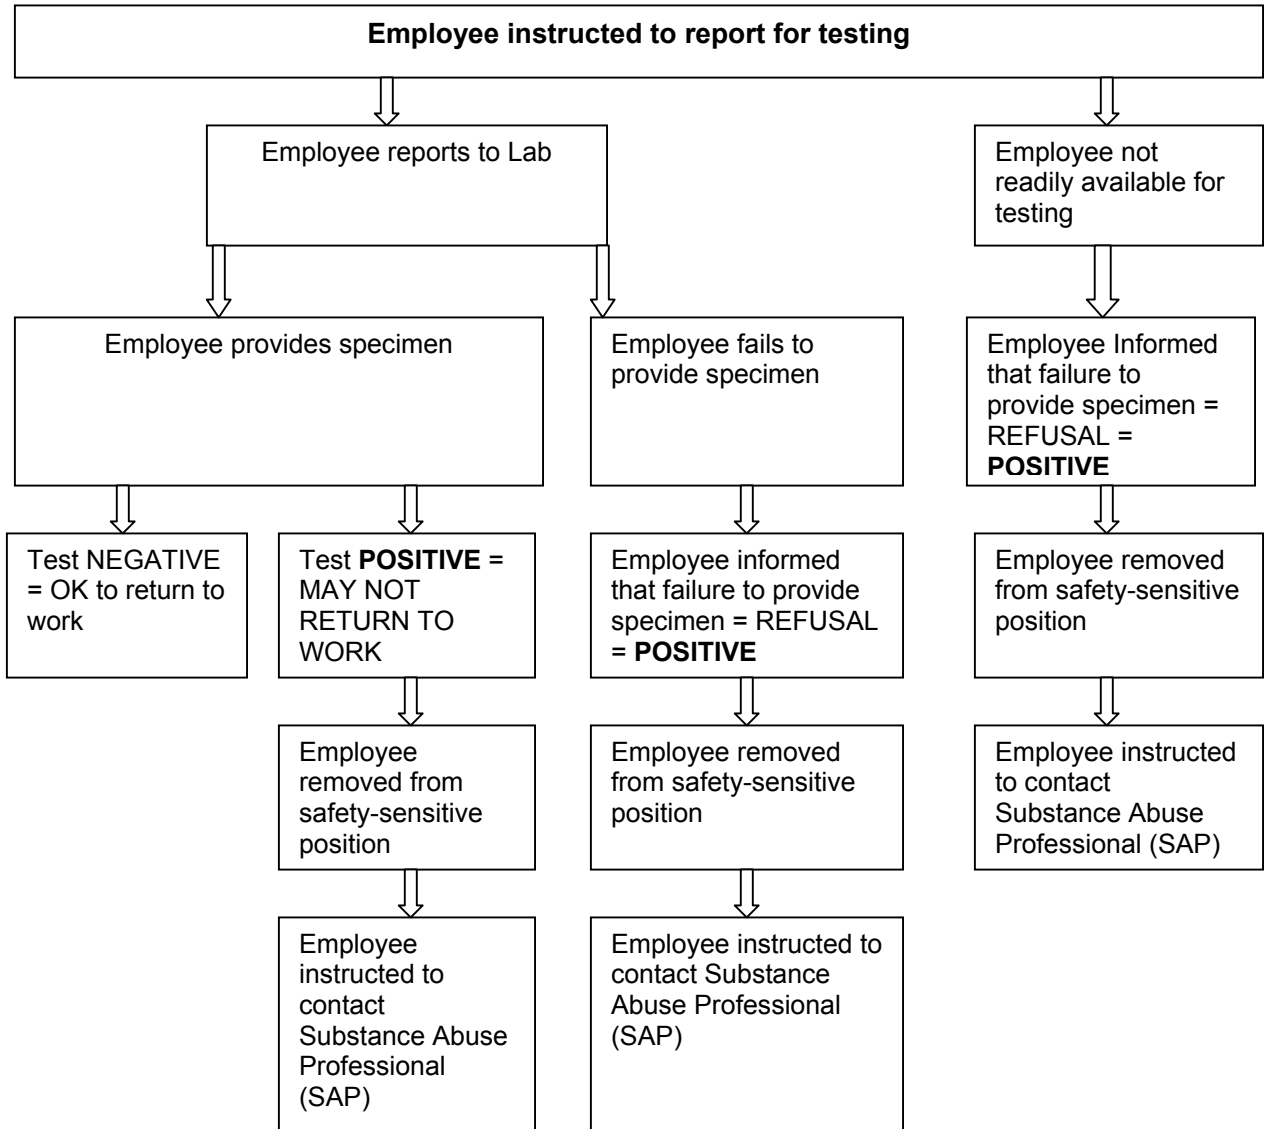 Employee instructed to report for testing
Employee reports to Lab
Employee not
readily available for
testing
Employee provides specimen
Employee fails to
provide specimen
Employee Informed
that failure to
provide specimen =
REFUSAL =
POSITIVE
Test NEGATIVE
= OK to return to
work
Test POSITIVE =
MAY NOT
RETURN TO
WORK
Employee informed
that failure to provide
specimen = REFUSAL
= POSITIVE
Employee removed
from safety-sensitive
position
Employee
removed from
safety-sensitive
position
Employee removed
from safety-sensitive
position
Employee instructed
to contact
Substance Abuse
Professional (SAP)
Employee
instructed to
contact
Substance Abuse
Professional
(SAP)
Employee instructed to
contact Substance
Abuse Professional
(SAP)